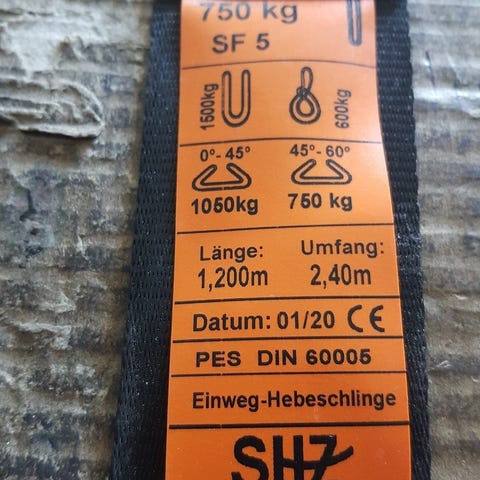 750 kg
SF 5
1500kg 600kg
0°- 45° 45°- 60°
1050kg 750 kg
Länge: Umfang:
1,200m 2,40m
Datum: 01/20 CE
PES DIN 60005
Einweg-Hebeschlinge
SHZ